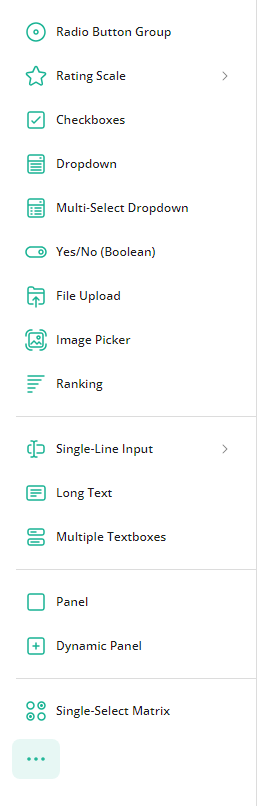 Radio Button Group
Rating Scale
Checkboxes
Dropdown
Multi-Select Dropdown
Yes/No (Boolean)
File Upload
Image Picker
Ranking
Single-Line Input
Long Text
Multiple Textboxes
Panel
Dynamic Panel
Single-Select Matrix